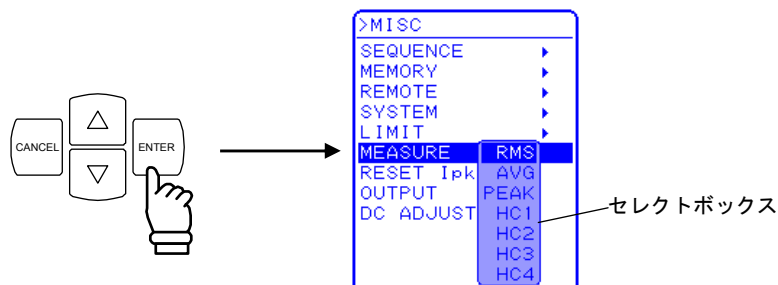 CANCEL
ENTER
>MISC
SEQUENCE
MEMORY
REMOTE
SYSTEM
LIMIT
MEASURE RMS
RESET Ipk AVG
OUTPUT PEAK
DC ADJUST HC1
HC2
HC3
HC4
セレクトボックス